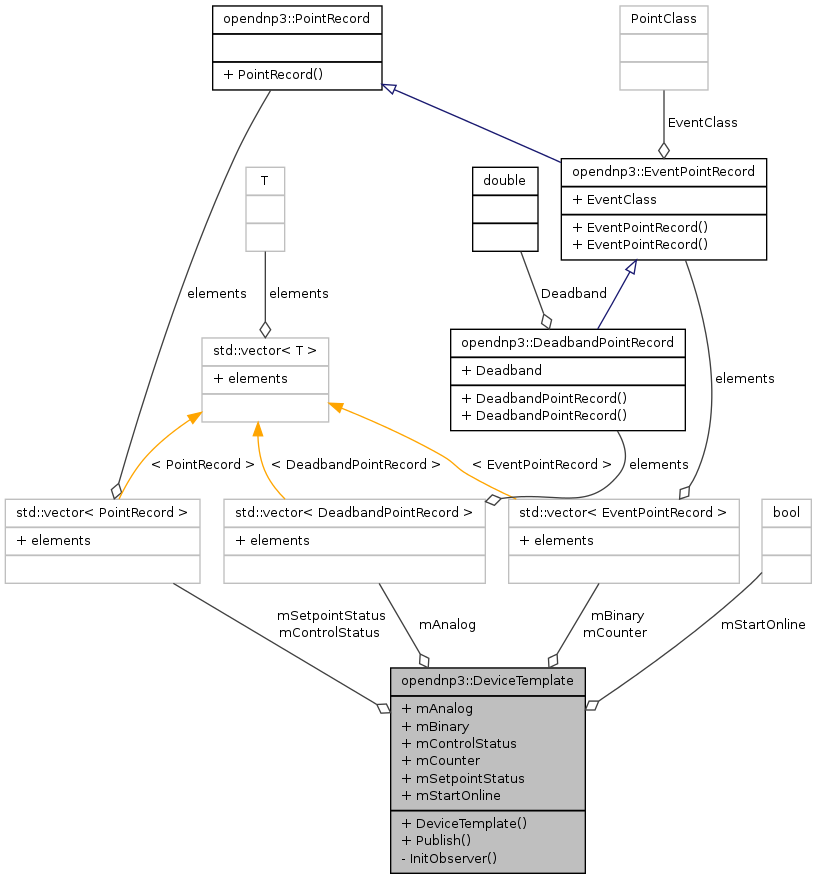 opendnp3::PointRecord
+ PointRecord()
PointClass
EventClass
opendnp3::EventPointRecord
+ EventClass
+ EventPointRecord()
+ EventPointRecord()
T
double
elements
elements
Deadband
opendnp3::DeadbandPointRecord
+ Deadband
+ DeadbandPointRecord()
+ DeadbandPointRecord()
std::vector< T >
+ elements
elements
< PointRecord >
< DeadbandPointRecord >
< EventPointRecord >
elements
std::vector< PointRecord >
+ elements
std::vector< DeadbandPointRecord >
+ elements
std::vector< EventPointRecord >
+ elements
bool
mSetpointStatus
mControlStatus
mAnalog
mBinary
mCounter
mStartOnline
opendnp3::DeviceTemplate
+ mAnalog
+ mBinary
+ mControlStatus
+ mCounter
+ mSetpointStatus
+ mStartOnline
+ DeviceTemplate()
+ Publish()
- InitObserver()